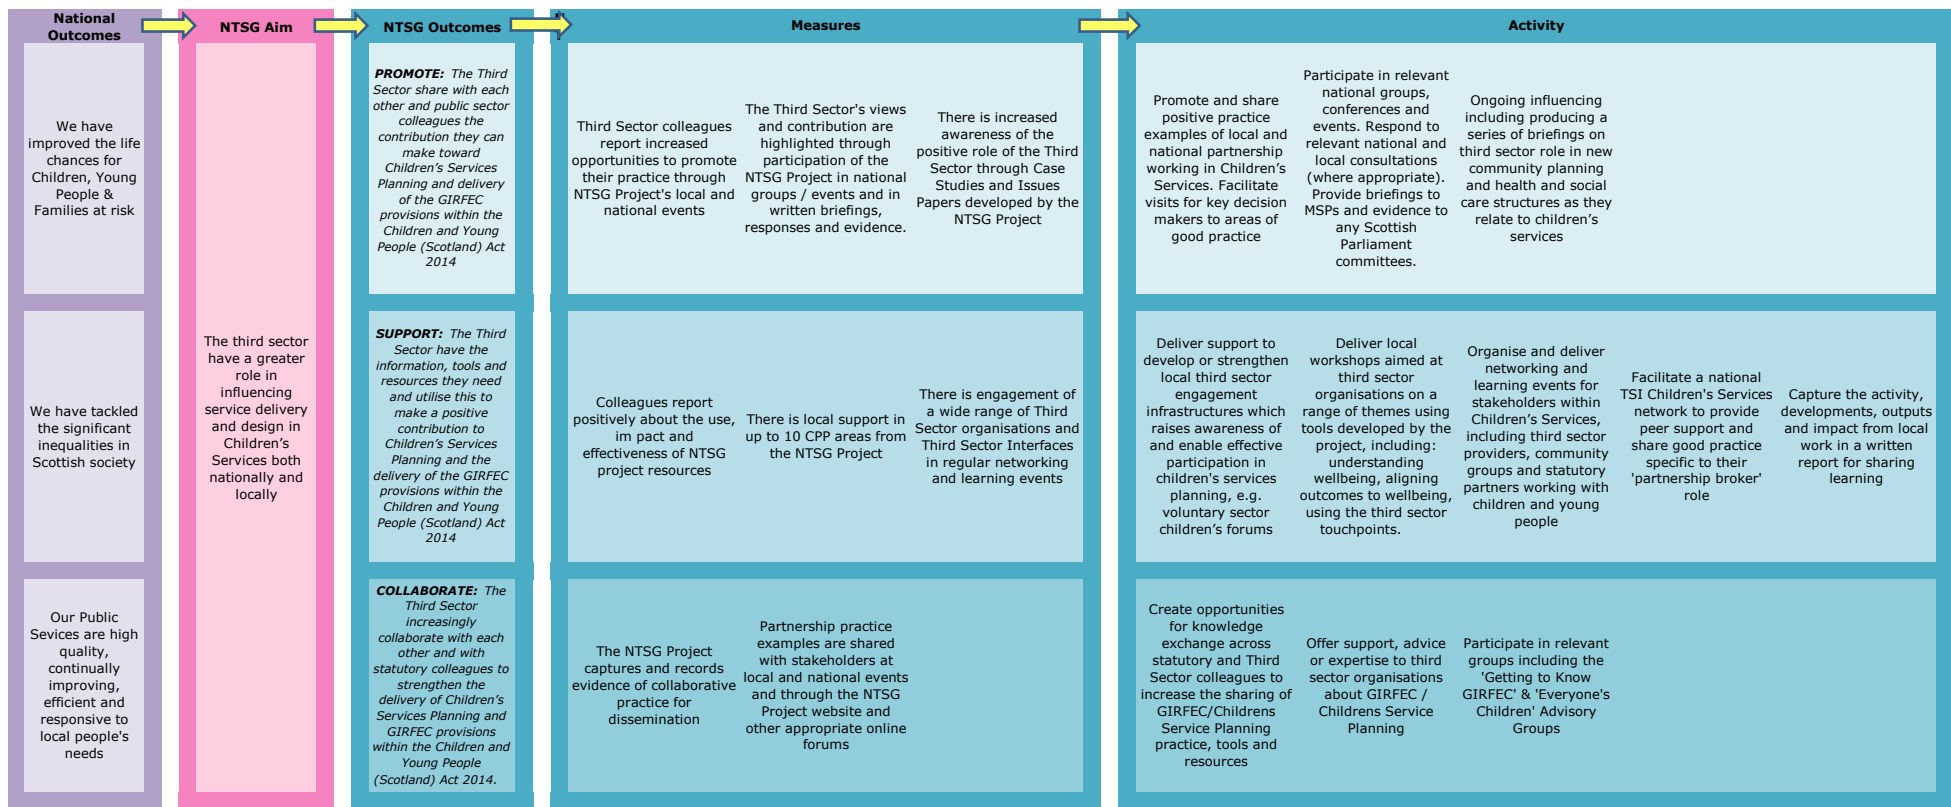 National
Outcomes
NTSG Aim
NTSG Outcomes
Measures
Activity
We have
improved the life
chances for
Children, Young
People &
Families at risk
We have tackled
the significant
inequalities in
Scottish society
Our Public
Sevices are high
quality,
continually
improving,
efficient and
responsive to
local people's
needs
The third sector
have a greater
role in
influencing
service delivery
and design in
Children’s
Services both
nationally and
locally
PROMOTE: The Third
Sector share with each
other and public sector
colleagues the
contribution they can
make toward
Children’s Services
Planning and delivery
of the GIRFEC
provisions within the
Children and Young
People (Scotland) Act
2014
Third Sector colleagues
report increased
opportunities to promote
their practice through
NTSG Project's local and
national events
The Third Sector's views
and contribution are
highlighted through
participation of the
NTSG Project in national
groups / events and in
written briefings,
responses and evidence.
There is increased
awareness of the
positive role of the Third
Sector through Case
Studies and Issues
Papers developed by the
NTSG Project
Promote and share
positive practice
examples of local and
national partnership
working in Children’s
Services. Facilitate
visits for key decision
makers to areas of
good practice
Participate in relevant
national groups,
conferences and
events. Respond to
relevant national and
local consultations
(where appropriate).
Provide briefings to
MSPs and evidence to
any Scottish
Parliament
committees.
Ongoing influencing
including producing a
series of briefings on
third sector role in new
community planning
and health and social
care structures as they
relate to children’s
services
SUPPORT: The Third
Sector have the
information, tools and
resources they need
and utilise this to
make a positive
contribution to
Children’s Services
Planning and the
delivery of the GIRFEC
provisions within the
Children and Young
People (Scotland) Act
2014
Colleagues report
positively about the use,
im pact and
effectiveness of NTSG
project resources
There is local support in
up to 10 CPP areas from
the NTSG Project
There is engagement of
a wide range of Third
Sector organisations and
Third Sector Interfaces
in regular networking
and learning events
Deliver support to
develop or strengthen
local third sector
engagement
infrastructures which
raises awareness of
and enable effective
participation in
children's services
planning, e.g.
voluntary sector
children’s forums
Deliver local
workshops aimed at
third sector
organisations on a
range of themes using
tools developed by the
project, including:
understanding
wellbeing, aligning
outcomes to wellbeing,
using the third sector
touchpoints.
Organise and deliver
networking and
learning events for
stakeholders within
Children’s Services,
including third sector
providers, community
groups and statutory
partners working with
children and young
people
Facilitate a national
TSI Children's Services
network to provide
peer support and
share good practice
specific to their
'partnership broker'
role
Capture the activity,
developments, outputs
and impact from local
work in a written
report for sharing
learning
COLLABORATE: The
Third Sector
increasingly
collaborate with each
other and with
statutory colleagues to
strengthen the
delivery of Children’s
Services Planning and
GIRFEC provisions
within the Children and
Young People
(Scotland) Act 2014.
The NTSG Project
captures and records
evidence of collaborative
practice for
dissemination
Partnership practice
examples are shared
with stakeholders at
local and national events
and through the NTSG
Project website and
other appropriate online
forums
Create opportunities
for knowledge
exchange across
statutory and Third
Sector colleagues to
increase the sharing of
GIRFEC/Childrens
Service Planning
practice, tools and
resources
Offer support, advice
or expertise to third
sector organisations
about GIRFEC /
Childrens Service
Planning
Participate in relevant
groups including the
'Getting to Know
GIRFEC' & 'Everyone's
Children' Advisory
Groups